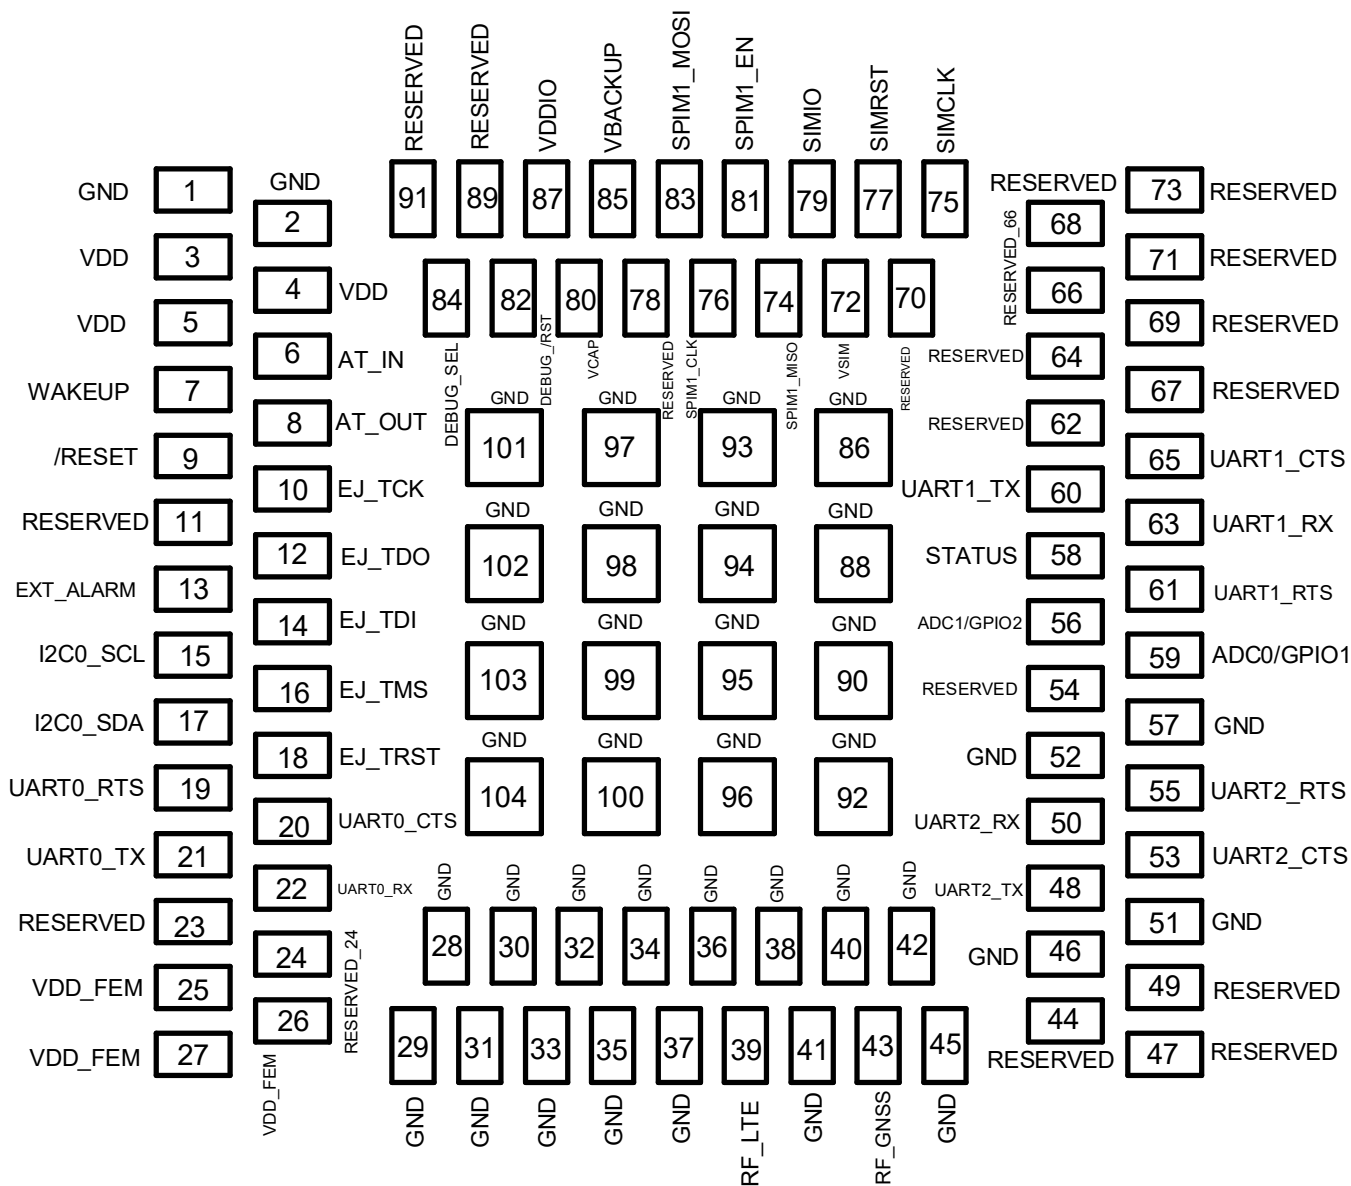 RESERVED
RESERVED
VDDIO
VBACKUP
SPIM1_MOSI
SPIM1_EN
SIMIO
SIMRST
SIMCLK
91
89
87
85
83
81
79
77
75
84
82
80
78
76
74
72
70
DEBUG_SEL
DEBUG_/RST
VCAP
RESERVED
SPIM1_CLK
SPIM1_MISO
VSIM
RESERVED
GND 1
VDD 3
VDD 5
WAKEUP 7
/RESET 9
RESERVED 11
EXT_ALARM 13
I2C0_SCL 15
I2C0_SDA 17
UART0_RTS 19
UART0_TX 21
RESERVED 23
VDD_FEM 25
VDD_FEM 27
GND
2
4 VDD
6 AT_IN
8 AT_OUT
10 EJ_TCK
12 EJ_TDO
14 EJ_TDI
16 EJ_TMS
18 EJ_TRST
20 UART0_CTS
22 UART0_RX
24 RESERVED_24
26
VDD_FEM
GND GND GND GND
101 97 93 86
GND GND GND GND
102 98 94 88
GND GND GND GND
103 99 95 90
GND GND GND GND
104 100 96 92
GND GND GND GND GND GND GND GND
28 30 32 34 36 38 40 42
29 31 33 35 37 39 41 43 45
GND
GND
GND
GND
GND
RF_LTE
GND
RF_GNSS
GND
RESERVED
68
RESERVED_66 66
RESERVED 64
RESERVED 62
UART1_TX 60
STATUS 58
ADC1/GPIO2 56
RESERVED 54
GND 52
UART2_RX 50
UART2_TX 48
GND 46
44
RESERVED
73 RESERVED
71 RESERVED
69 RESERVED
67 RESERVED
65 UART1_CTS
63 UART1_RX
61 UART1_RTS
59 ADC0/GPIO1
57 GND
55 UART2_RTS
53 UART2_CTS
51 GND
49 RESERVED
47 RESERVED